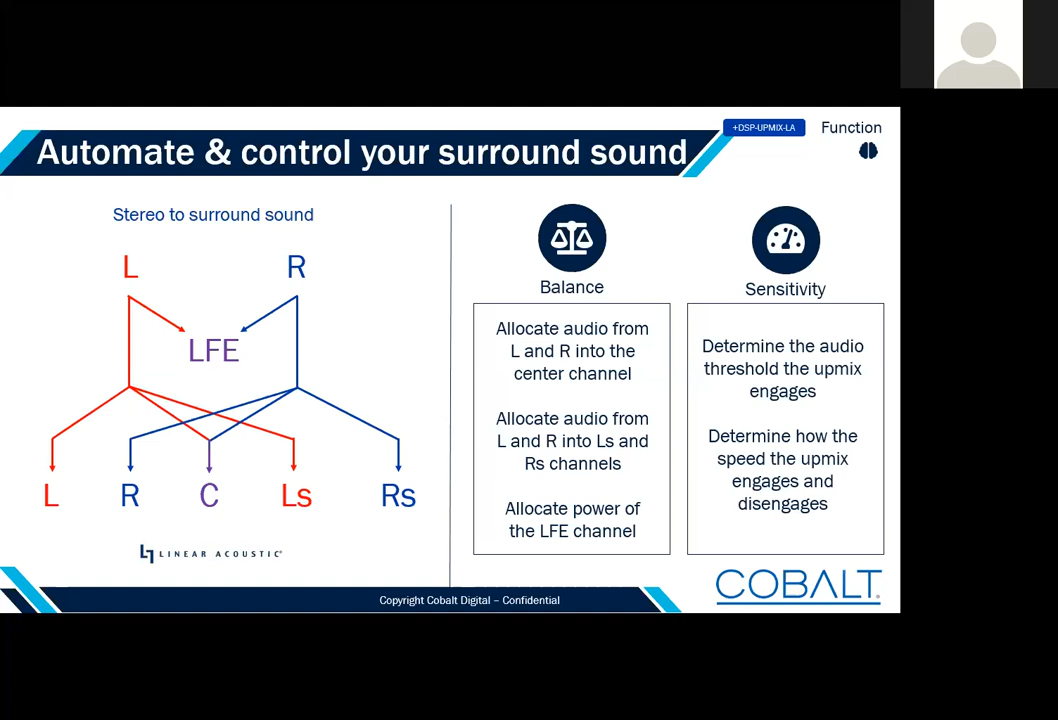 Automate & control your surround sound
+DSP-UPMIX-LA
Function
Stereo to surround sound
L
R
LFE
L
R
C
Ls
Rs
LINEAR ACOUSTIC®
Balance
Allocate audio from
L and R into the
center channel
Allocate audio from
L and R into Ls and
Rs channels
Allocate power of
the LFE channel
Sensitivity
Determine the audio
threshold the upmix
engages
Determine how the
speed the upmix
engages and
disengages
Copyright Cobalt Digital – Confidential
COBALT®